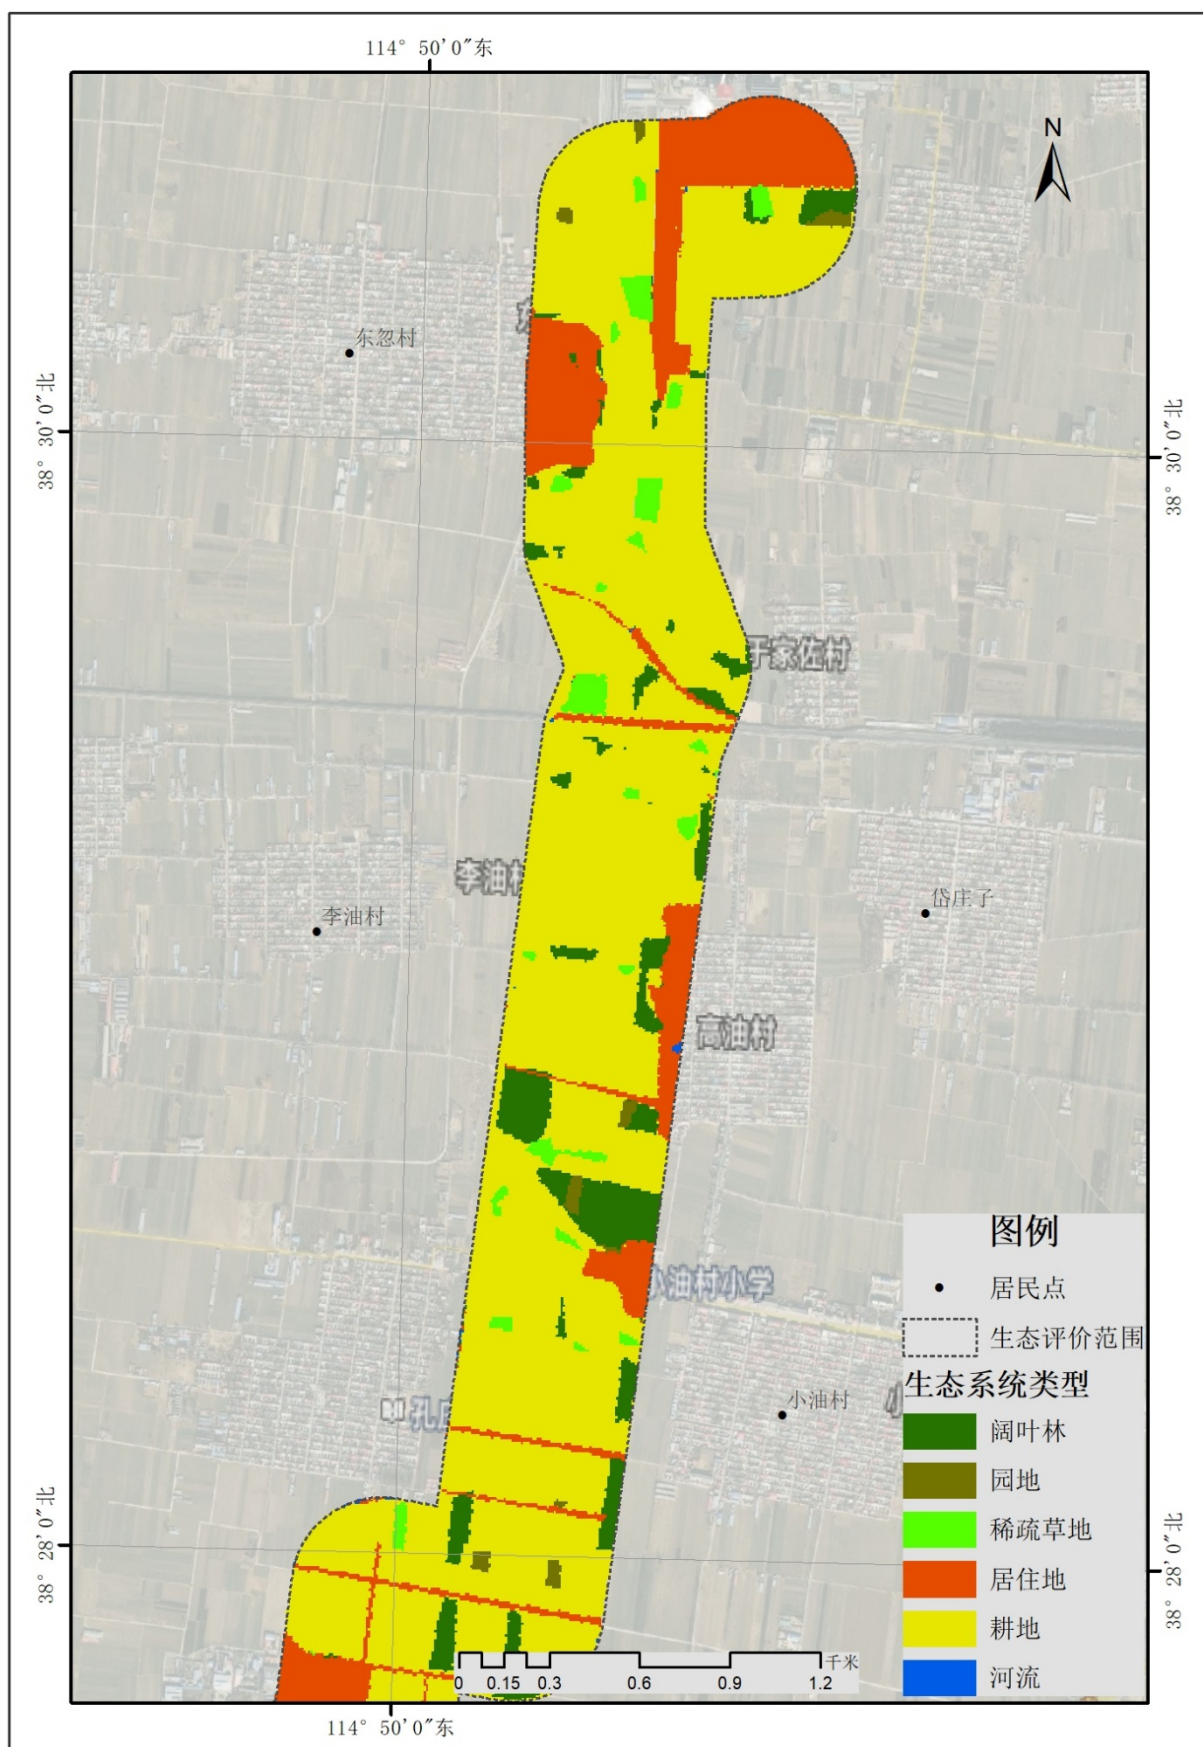 114° 50′0″东
N
东忽村
38° 30′0″北
38° 30′0″北
于家佐村
李油村
李油村
岱庄子
高油村
小油村小学
小油村
图例
居民点
生态评价范围
生态系统类型
阔叶林
园地
稀疏草地
居住地
耕地
河流
38° 28′0″北
38° 28′0″北
0 0.15 0.3 0.6 0.9 1.2 千米
114° 50′0″东